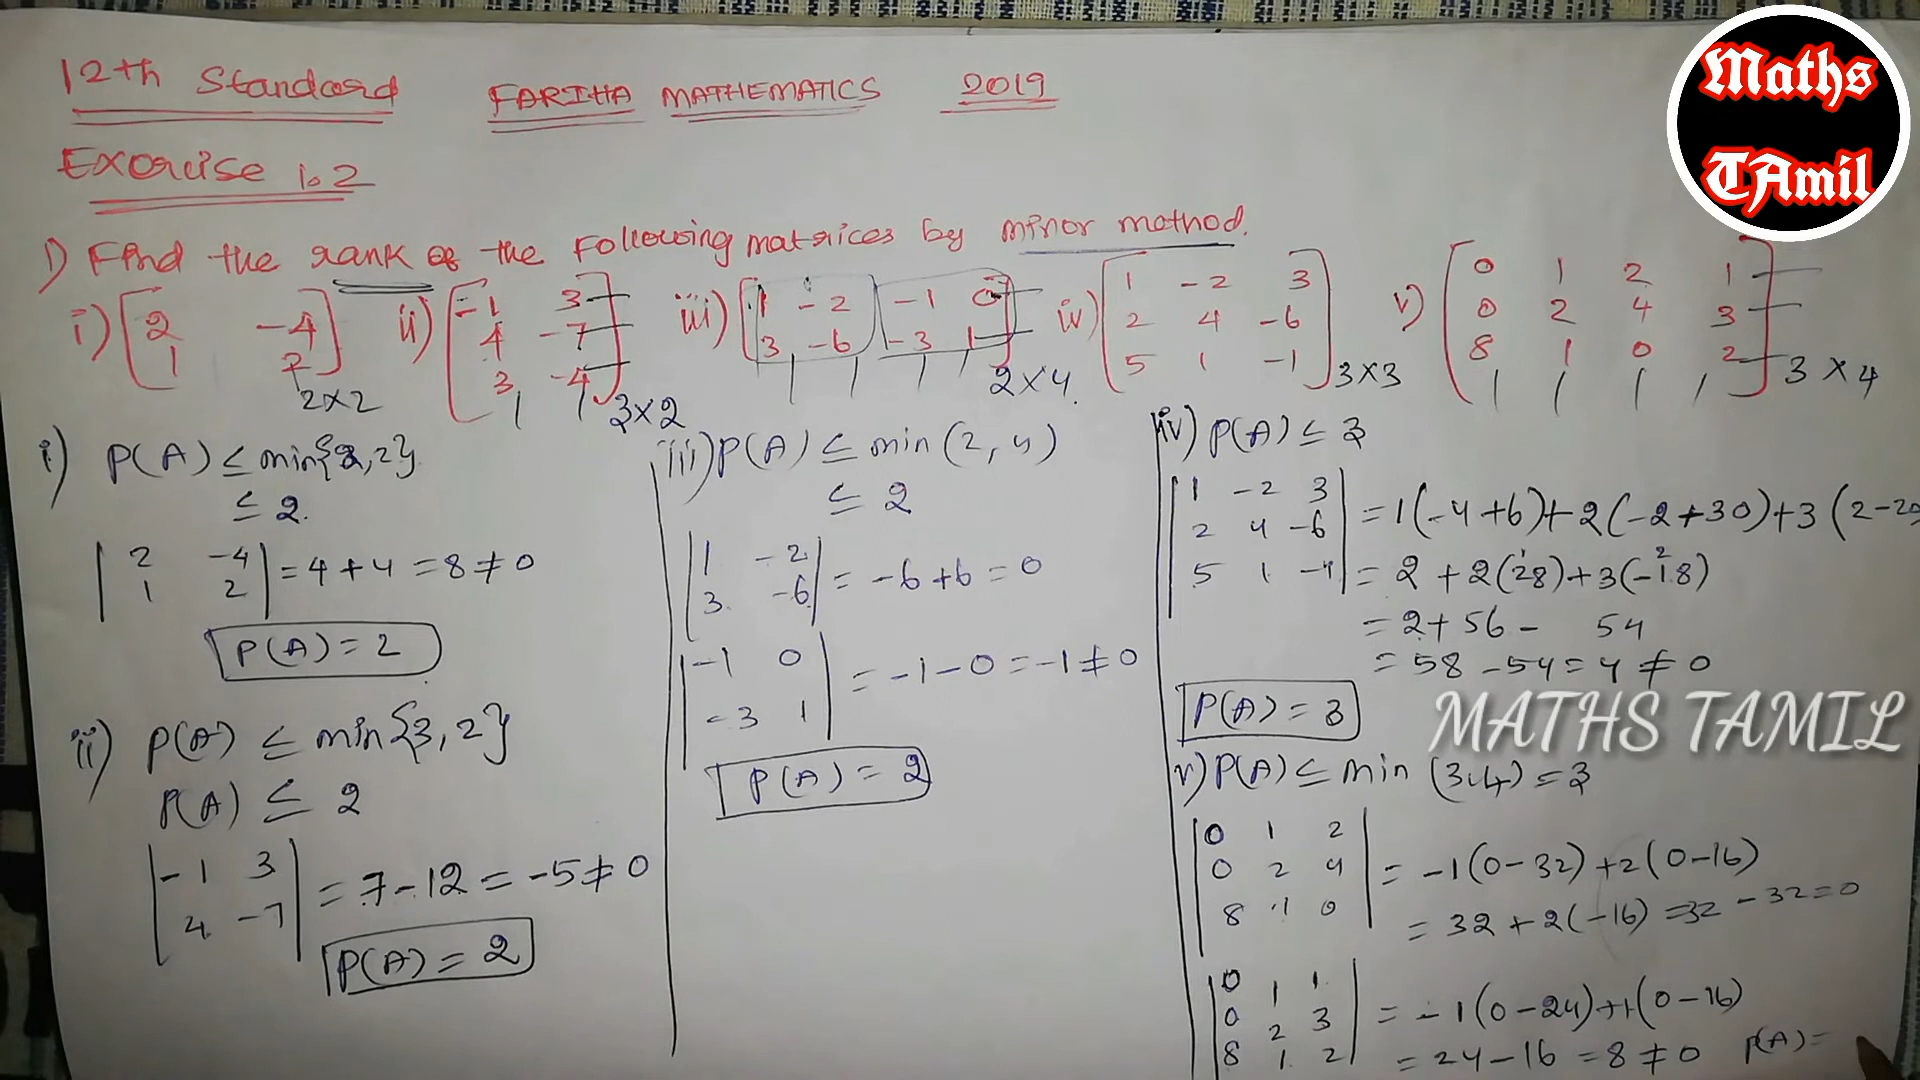 12th Standard FARITHA MATHEMATICS 2019
Maths
TAmil
Exercise 1.2
1) Find the rank of the following matrices by minor method.
i) [2 -4
1 2] 2×2
ii) [-1 3
4 -7
3 -4] 3×2
iii) [1 -2 -1 0
3 -6 -3 1] 2×4
iv) [1 -2 3
2 4 -6
5 1 -1] 3×3
v) [0 1 2 1
0 2 4 3
8 1 0 2] 3×4
i) P(A) ≤ min{2,2}
≤ 2.
|2 -4
1 2| = 4+4 = 8 ≠ 0
P(A) = 2
ii) P(A) ≤ min{3,2}
P(A) ≤ 2
|-1 3
4 -7| = 7-12 = -5 ≠ 0
P(A) = 2
iii) P(A) ≤ min(2,4)
≤ 2
|1 -2
3 -6| = -6+6 = 0
|-1 0
-3 1| = -1-0 = -1 ≠ 0
P(A) = 2
iv) P(A) ≤ 3
|1 -2 3
2 4 -6
5 1 -1| = 1(-4+6)+2(-2+30)+3(2-20
= 2+2(28)+3(-18)
= 2+56- 54
= 58-54 = 4 ≠ 0
P(A) = 3
MATHS TAMIL
v) P(A) ≤ min (3,4) = 3
|0 1 2
0 2 4
8 1 0| = -1(0-32)+2(0-16)
= 32+2(-16) = 32-32=0
|0 1 1
0 2 3
8 1 2| = -1(0-24)+1(0-16)
= 24-16 = 8 ≠ 0 P(A) =